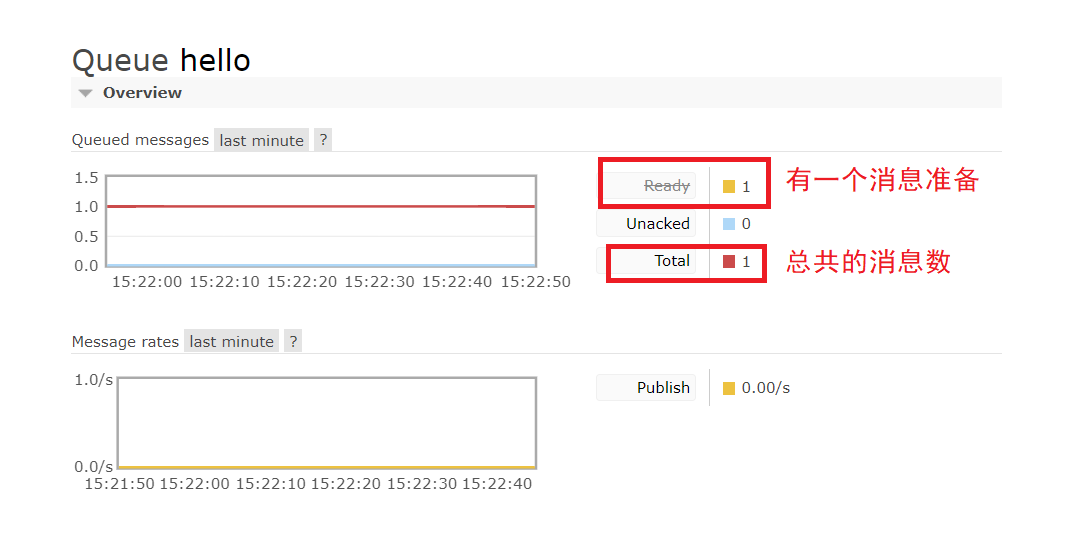 Queue hello
Overview
Queued messages last minute ?
1.5
1.0
0.5
0.0
15:22:00 15:22:10 15:22:20 15:22:30 15:22:40 15:22:50
Ready 1 有一个消息准备
Unacked 0
Total 1 总共的消息数
Message rates last minute ?
1.0/s
0.0/s
15:21:50 15:22:00 15:22:10 15:22:20 15:22:30 15:22:40
Publish 0.00/s